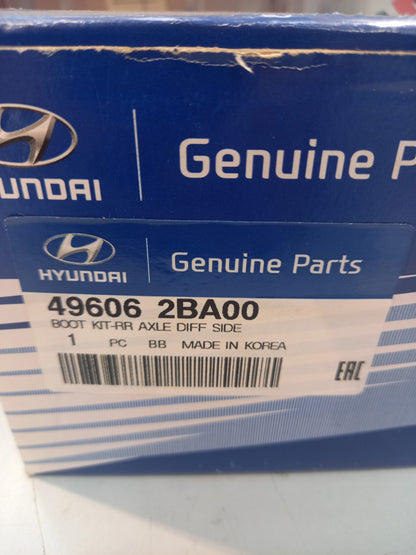 Genuine P
UNDAI
HYUNDAI
Genuine Parts
49606 2BA00
BOOT KIT-RR AXLE DIFF SIDE
1 PC BB MADE IN KOREA
EAC